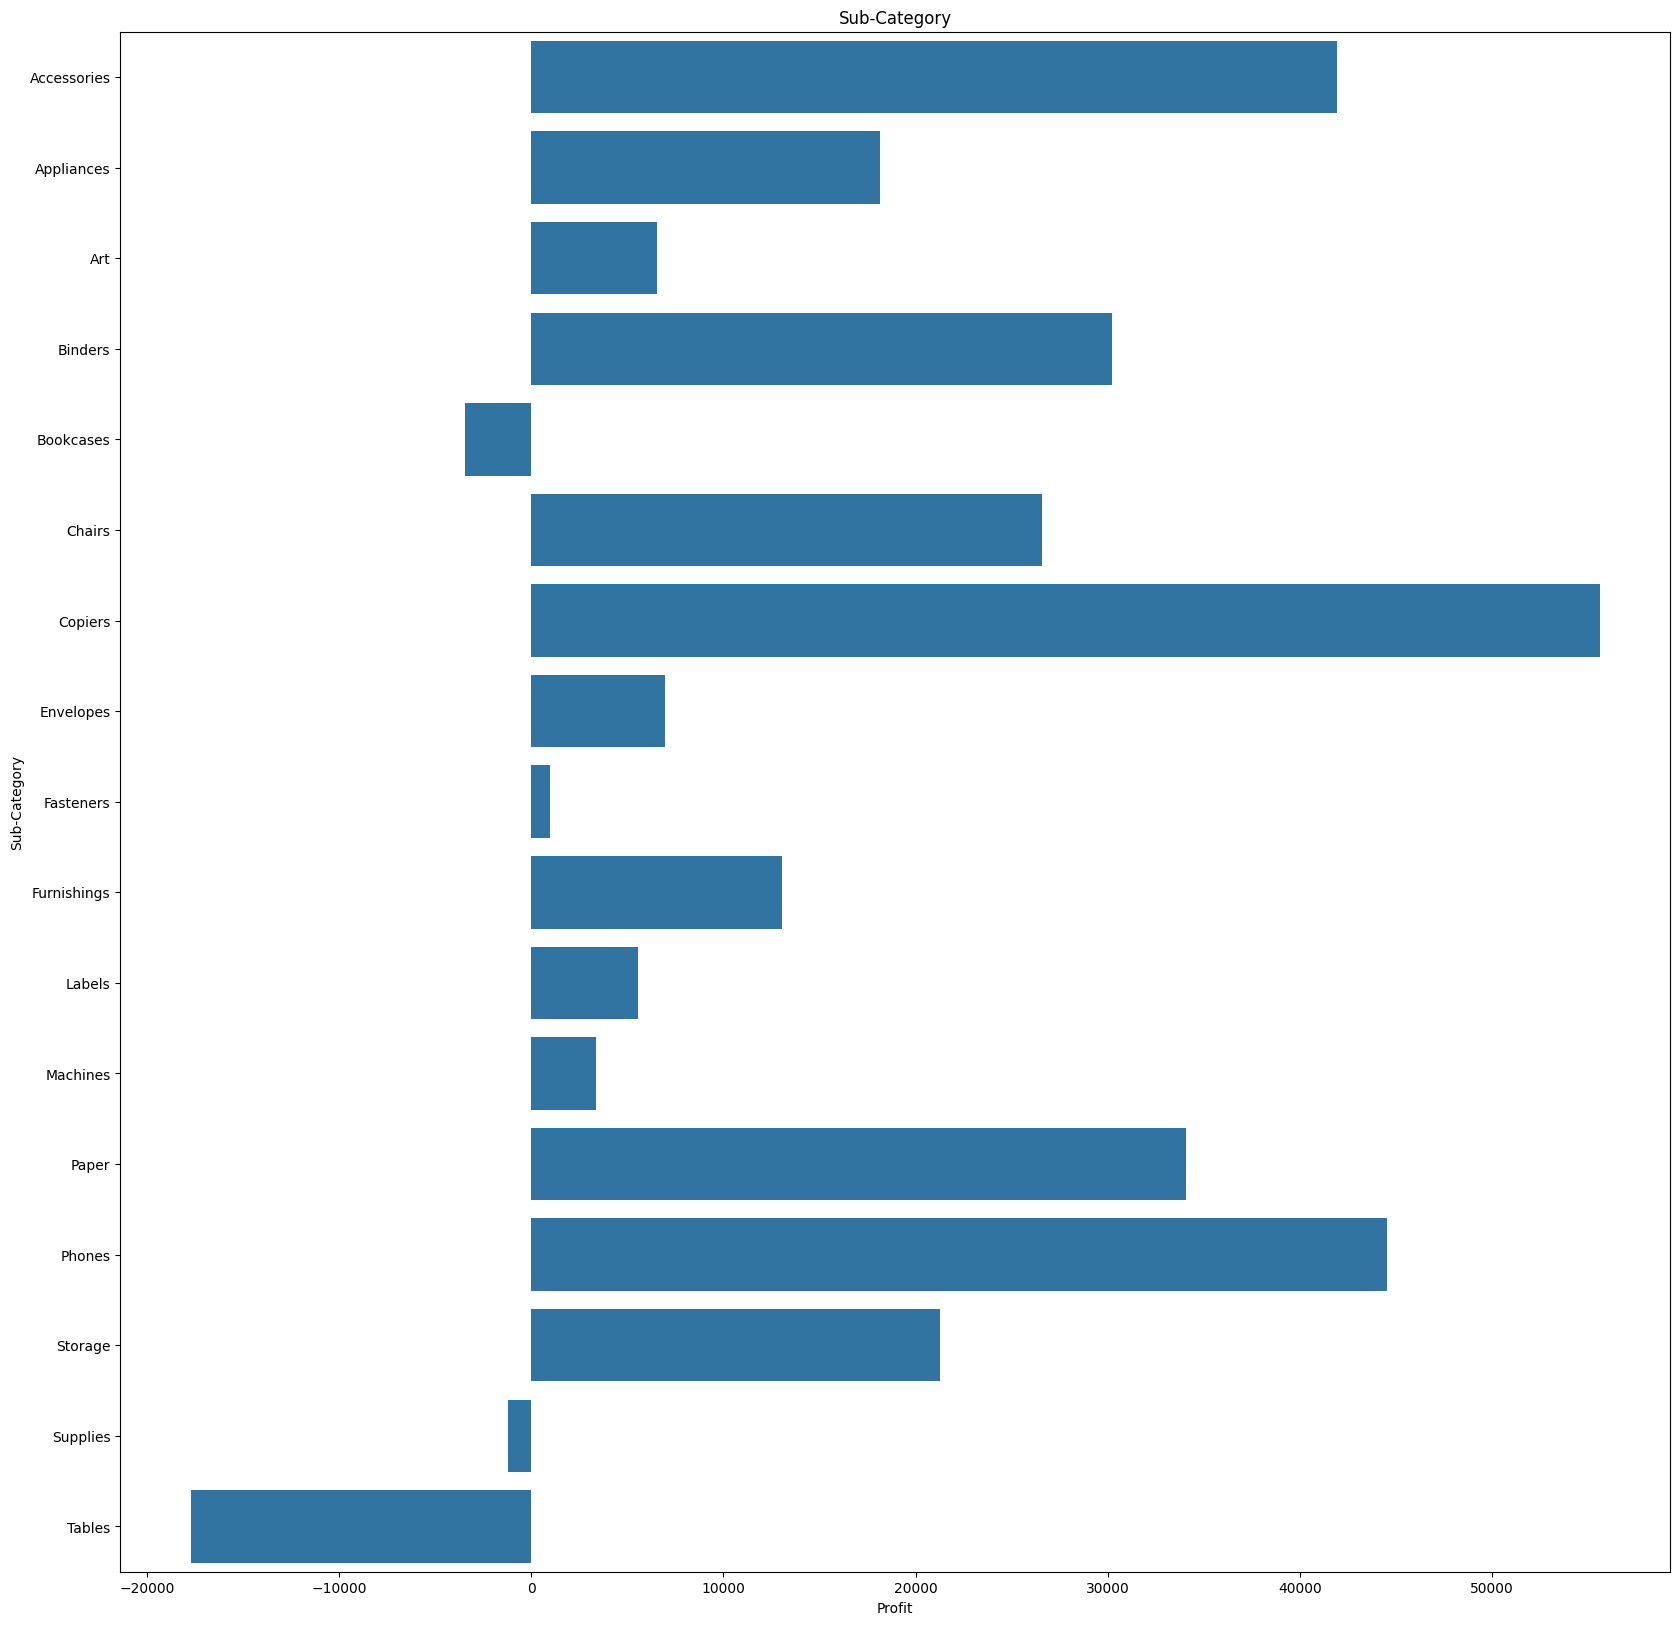 Sub-Category
Accessories
Appliances
Art
Binders
Bookcases
Chairs
Copiers
Envelopes
Fasteners
Furnishings
Labels
Machines
Paper
Phones
Storage
Supplies
Tables
Sub-Category
−20000 −10000 0 10000 20000 30000 40000 50000
Profit